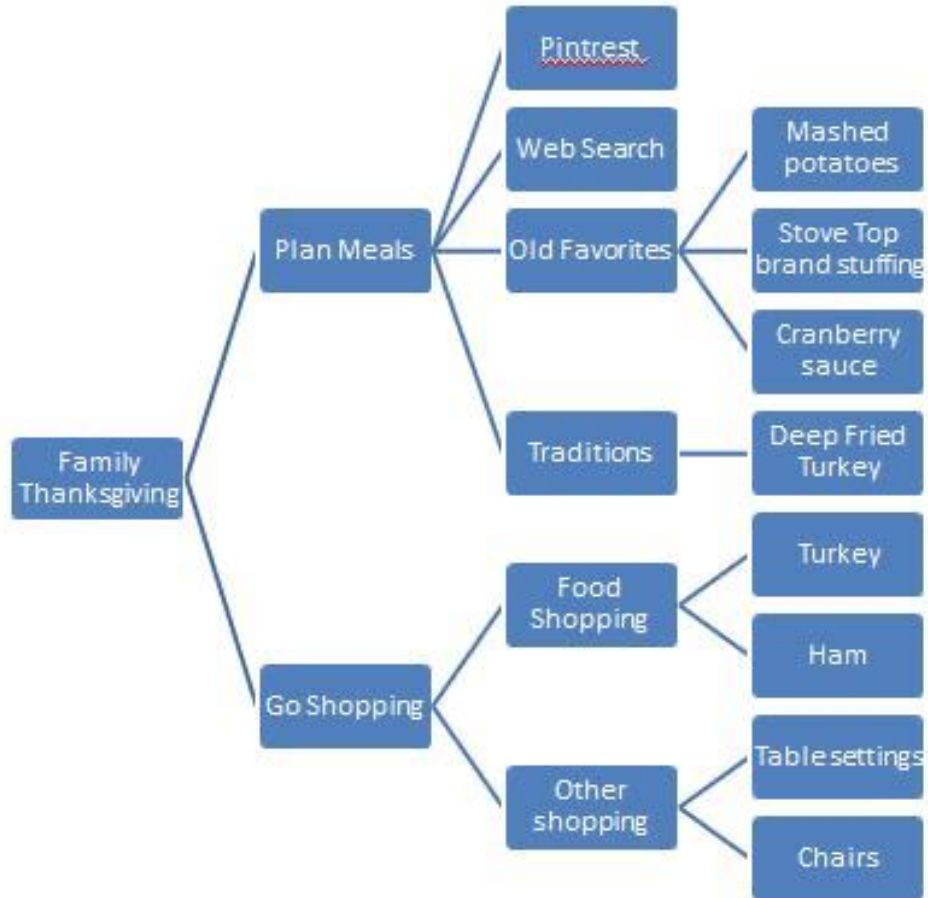 Pintrest
Web Search
Mashed
potatoes
Plan Meals
Old Favorites
Stove Top
brand stuffing
Cranberry
sauce
Family
Thanksgiving
Traditions
Deep Fried
Turkey
Turkey
Food
Shopping
Ham
Go Shopping
Table settings
Other
shopping
Chairs